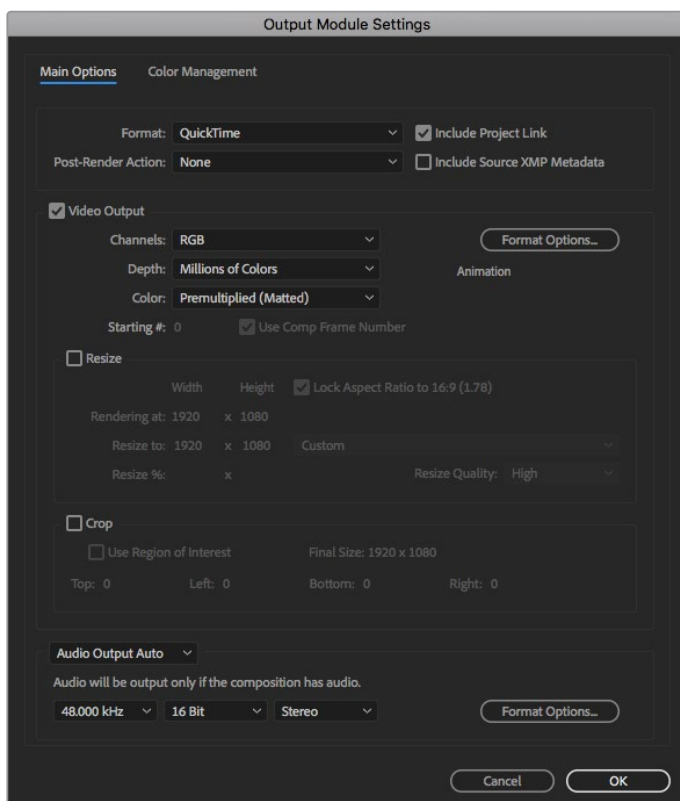 Output Module Settings
Main Options Color Management
Format: QuickTime Include Project Link
Post-Render Action: None Include Source XMP Metadata
Video Output
Channels: RGB Format Options...
Depth: Millions of Colors Animation
Color: Premultiplied (Matted)
Starting #: 0 Use Comp Frame Number
Resize
Width Height Lock Aspect Ratio to 16:9 (1.78)
Rendering at: 1920 x 1080
Resize to: 1920 x 1080 Custom
Resize %: x Resize Quality: High
Crop
Use Region of Interest Final Size: 1920 x 1080
Top: 0 Left: 0 Bottom: 0 Right: 0
Audio Output Auto
Audio will be output only if the composition has audio.
48.000 kHz 16 Bit Stereo Format Options...
Cancel OK